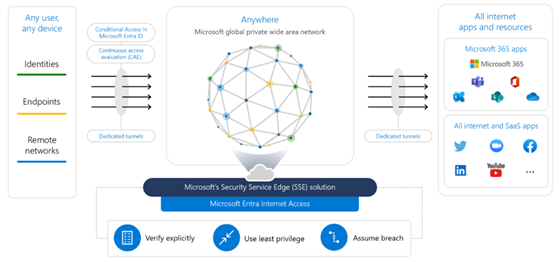 Any user,
any device
Identities
Endpoints
Remote
networks
Conditional Access in
Microsoft Entra ID
Continuous access
evaluation (CAE)
Dedicated tunnels
Anywhere
Microsoft global private wide area network
Dedicated tunnels
All internet
apps and resources
Microsoft 365 apps
Microsoft 365
All internet and SaaS apps
YouTube
...
Microsoft's Security Service Edge (SSE) solution
Microsoft Entra Internet Access
Verify explicitly
Use least privilege
Assume breach